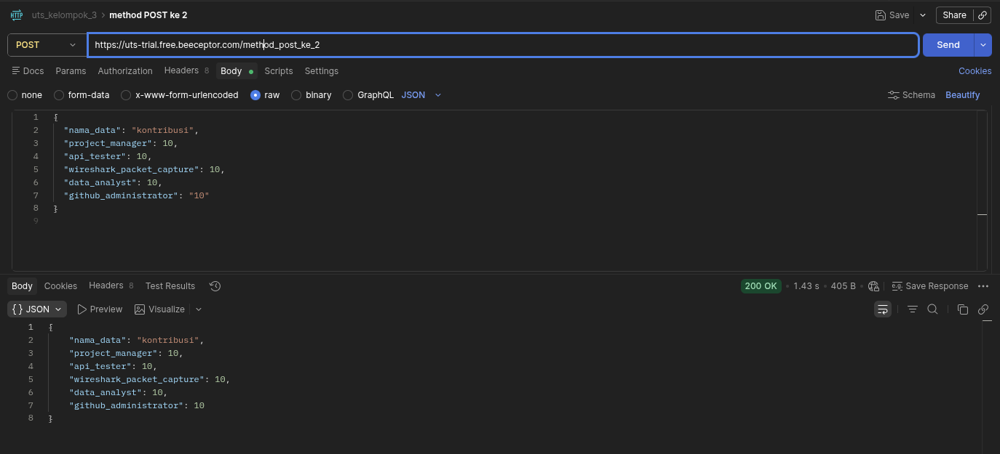 HTTP uts_kelompok_3 > method POST ke 2 Save Share
POST https://uts-trial.free.beeceptor.com/method_post_ke_2 Send
Docs Params Authorization Headers 8 Body Scripts Settings Cookies
none form-data x-www-form-urlencoded raw binary GraphQL JSON Schema Beautify
1 {
2 "nama_data": "kontribusi",
3 "project_manager": 10,
4 "api_tester": 10,
5 "wireshark_packet_capture": 10,
6 "data_analyst": 10,
7 "github_administrator": "10"
8 }
9
Body Cookies Headers 8 Test Results 200 OK • 1.43 s • 405 B • e.g. Save Response
{} JSON Preview Visualize
1 {
2 "nama_data": "kontribusi",
3 "project_manager": 10,
4 "api_tester": 10,
5 "wireshark_packet_capture": 10,
6 "data_analyst": 10,
7 "github_administrator": 10
8 }